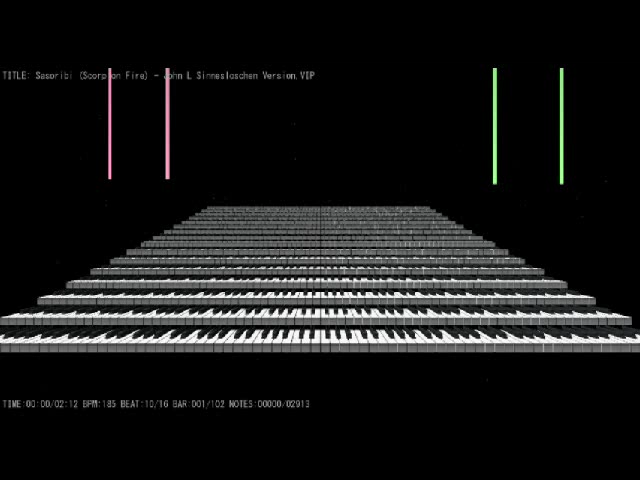 TITLE: Sasoribi (Scorpion Fire) - John L Sinneslaschen Version.VIP
TIME:00:00/02:12 BPM:185 BEAT:10/16 BAR:001/102 NOTES:00000/02913